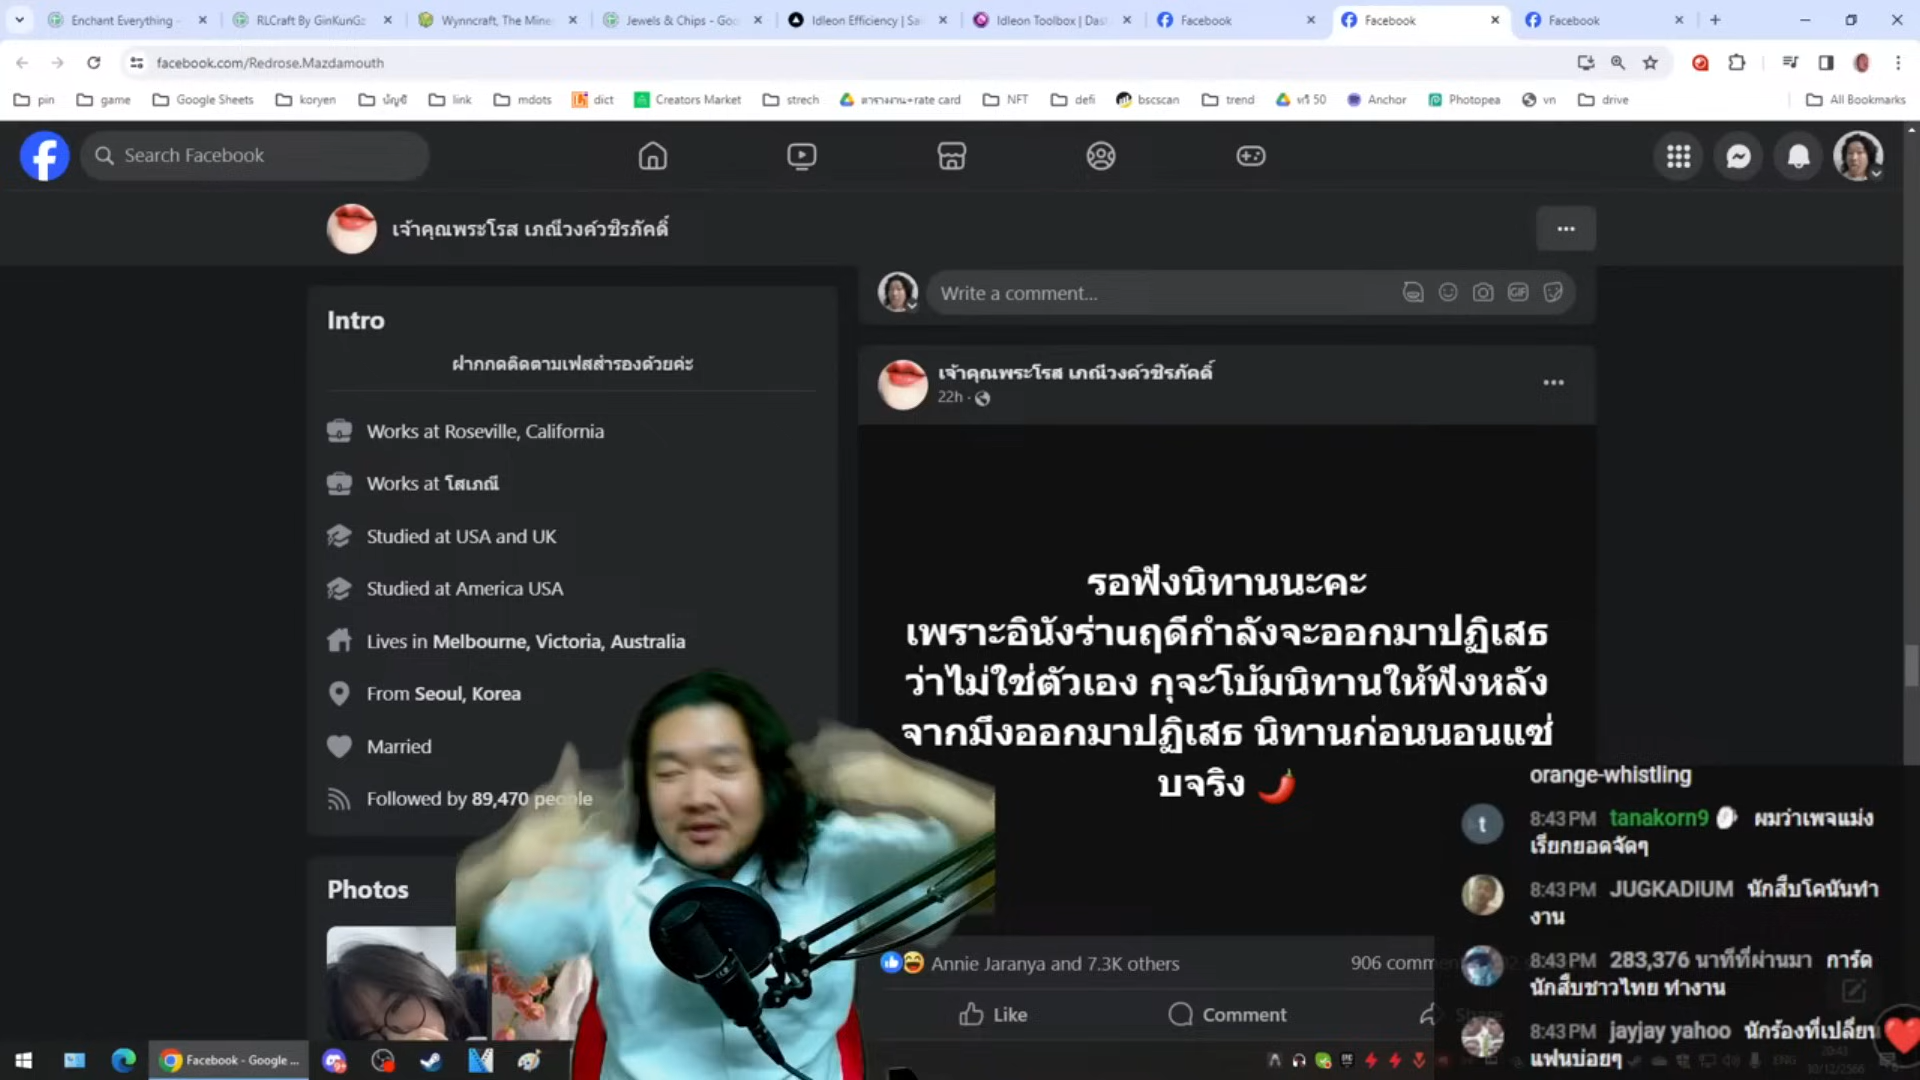 Enchant Everything -
RLCraft By GinKunGz
Wynncraft, The Mine
Jewels & Chips - Goo
Idleon Efficiency | Sa
Idleon Toolbox | Das
Facebook
Facebook
Facebook
facebook.com/Redrose.Mazdamouth
pin
game
Google Sheets
koryen
บัญชี
link
mdots
dict
Creators Market
strech
ตารางงาน+rate card
NFT
defi
bscscan
trend
ฟรี 50
Anchor
Photopea
vn
drive
All Bookmarks
Search Facebook
เจ้าคุณพระโรส เภณีวงค์วชิรภัคดิ์
Intro
ฝากกดติดตามเฟสสำรองด้วยค่ะ
Works at Roseville, California
Works at โสเภณี
Studied at USA and UK
Studied at America USA
Lives in Melbourne, Victoria, Australia
From Seoul, Korea
Married
Followed by 89,470 people
Photos
Write a comment...
GIF
เจ้าคุณพระโรส เภณีวงค์วชิรภัคดิ์
22h ·
รอฟังนิทานนะคะ
เพราะอินังร่านฤดีกำลังจะออกมาปฏิเสธ
ว่าไม่ใช่ตัวเอง กุจะโบ้มนิทานให้ฟังหลัง
จากมึงออกมาปฏิเสธ นิทานก่อนนอนแซ่
บจริง 🌶️
Annie Jaranya and 7.3K others
906 comm
Like
Comment
Share
orange-whistling
t
8:43 PM tanakorn9 ผมว่าเพจแม่ง
เรียกยอดจัดๆ
8:43 PM JUGKADIUM นักสืบโคนันทำ
งาน
8:43 PM 283,376 นาทีที่ผ่านมา การ์ด
นักสืบชาวไทย ทำงาน
8:43 PM jayjay yahoo นักร้องที่เปลี่ยน
แฟนบ่อยๆ
Facebook - Google ...
ENG
20:43
10/12/2566